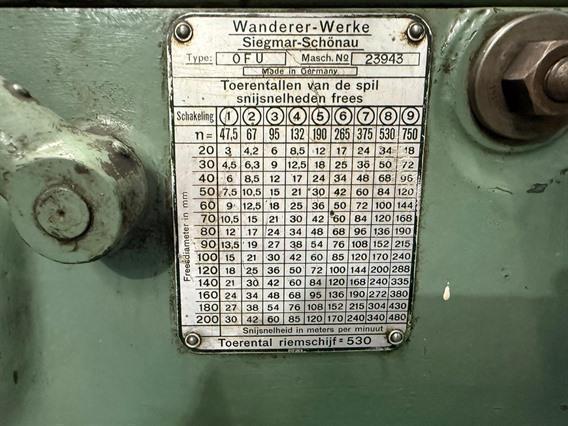 Wanderer-Werke
Siegmar-Schönau
Type: OFU Masch. No 23943
Made in Germany
Toerentallen van de spil
snijsnelheden frees
Schakeling 1 2 3 4 5 6 7 8 9
n = 47,5 67 95 132 190 265 375 530 750
Freesdiameter in mm
20 3 4,2 6 8,5 12 17 24 34 48
30 4,5 6,3 9 12,5 18 25 36 50 72
40 6 8,5 12 17 24 34 48 68 96
50 7,5 10,5 15 21 30 42 60 84 120
60 9 12,5 18 25 36 50 72 100 144
70 10,5 15 21 30 42 60 84 120 168
80 12 17 24 34 48 68 96 136 190
90 13,5 19 27 38 54 76 108 152 215
100 15 21 30 42 60 85 120 170 240
120 18 25 36 50 72 100 144 200 288
140 21 30 42 60 84 120 168 240 335
160 24 34 48 68 95 136 190 272 380
180 27 38 54 76 108 152 215 304 430
200 30 42 60 85 120 170 240 340 480
Snijsnelheid in meters per minuut
Toerental riemschijf = 530